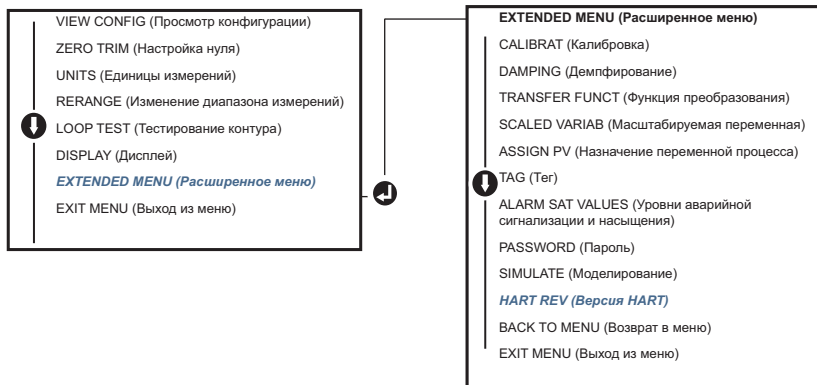 VIEW CONFIG (Просмотр конфигурации)
ZERO TRIM (Настройка нуля)
UNITS (Единицы измерений)
RERANGE (Изменение диапазона измерений)
LOOP TEST (Тестирование контура)
DISPLAY (Дисплей)
EXTENDED MENU (Расширенное меню)
EXIT MENU (Выход из меню)
EXTENDED MENU (Расширенное меню)
CALIBRAT (Калибровка)
DAMPING (Демпфирование)
TRANSFER FUNCT (Функция преобразования)
SCALED VARIAB (Масштабируемая переменная)
ASSIGN PV (Назначение переменной процесса)
TAG (Тег)
ALARM SAT VALUES (Уровни аварийной
сигнализации и насыщения)
PASSWORD (Пароль)
SIMULATE (Моделирование)
HART REV (Версия HART)
BACK TO MENU (Возврат в меню)
EXIT MENU (Выход из меню)